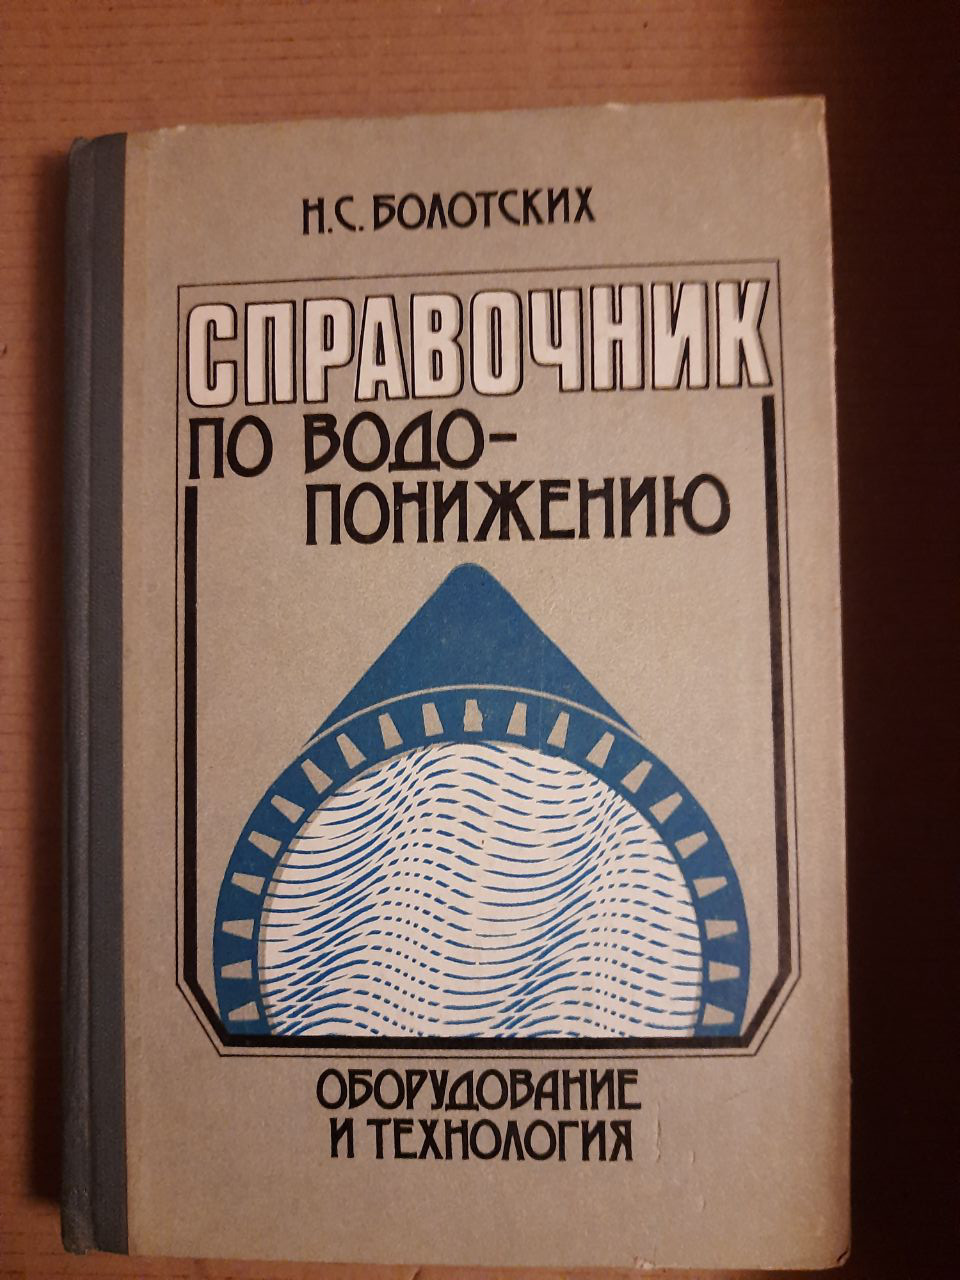 Н.С.БОЛОТСКИХ
СПРАВОЧНИК
ПО ВОДО-
ПОНИЖЕНИЮ
ОБОРУДОВАНИЕ
И ТЕХНОЛОГИЯ